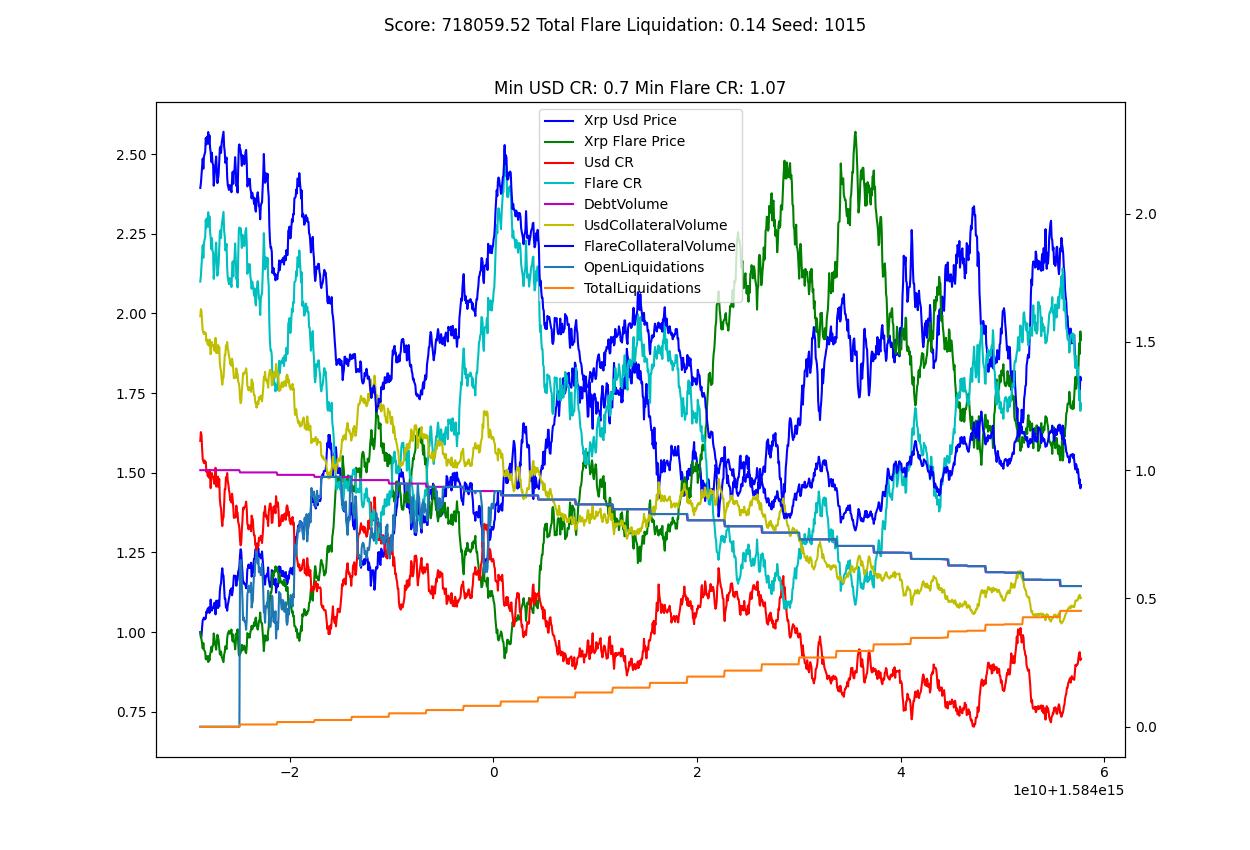 Score: 718059.52 Total Flare Liquidation: 0.14 Seed: 1015
Min USD CR: 0.7 Min Flare CR: 1.07
Xrp Usd Price
Xrp Flare Price
Usd CR
Flare CR
DebtVolume
UsdCollateralVolume
FlareCollateralVolume
OpenLiquidations
TotalLiquidations
2.50
2.25
2.00
1.75
1.50
1.25
1.00
0.75
2.0
1.5
1.0
0.5
0.0
−2 0 2 4 6
1e10+1.584e15